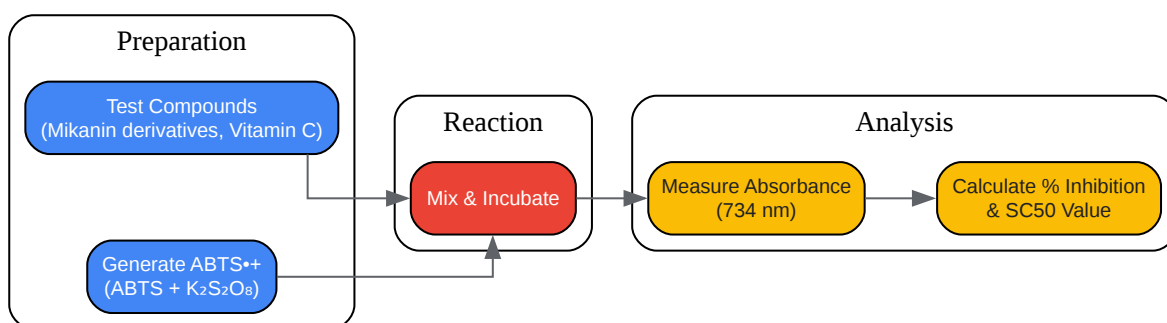 Preparation
Test Compounds
(Mikanin derivatives, Vitamin C)
Generate ABTS•+
(ABTS + K₂S₂O₈)
Reaction
Mix & Incubate
Analysis
Measure Absorbance
(734 nm)
Calculate % Inhibition
& SC50 Value